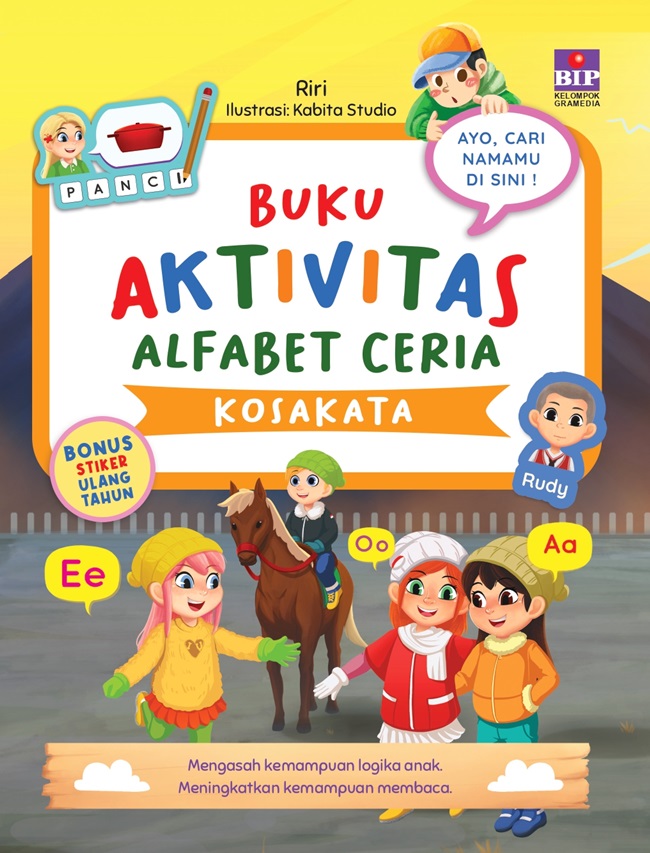 Riri
Ilustrasi: Kabita Studio
BIP
KELOMPOK
GRAMEDIA
AYO, CARI
NAMAMU
DI SINI !
PANCI
BUKU
AKTIVITAS
ALFABET CERIA
KOSAKATA
BONUS
STIKER
ULANG
TAHUN
Rudy
Ee
Oo
Aa
Mengasah kemampuan logika anak.
Meningkatkan kemampuan membaca.